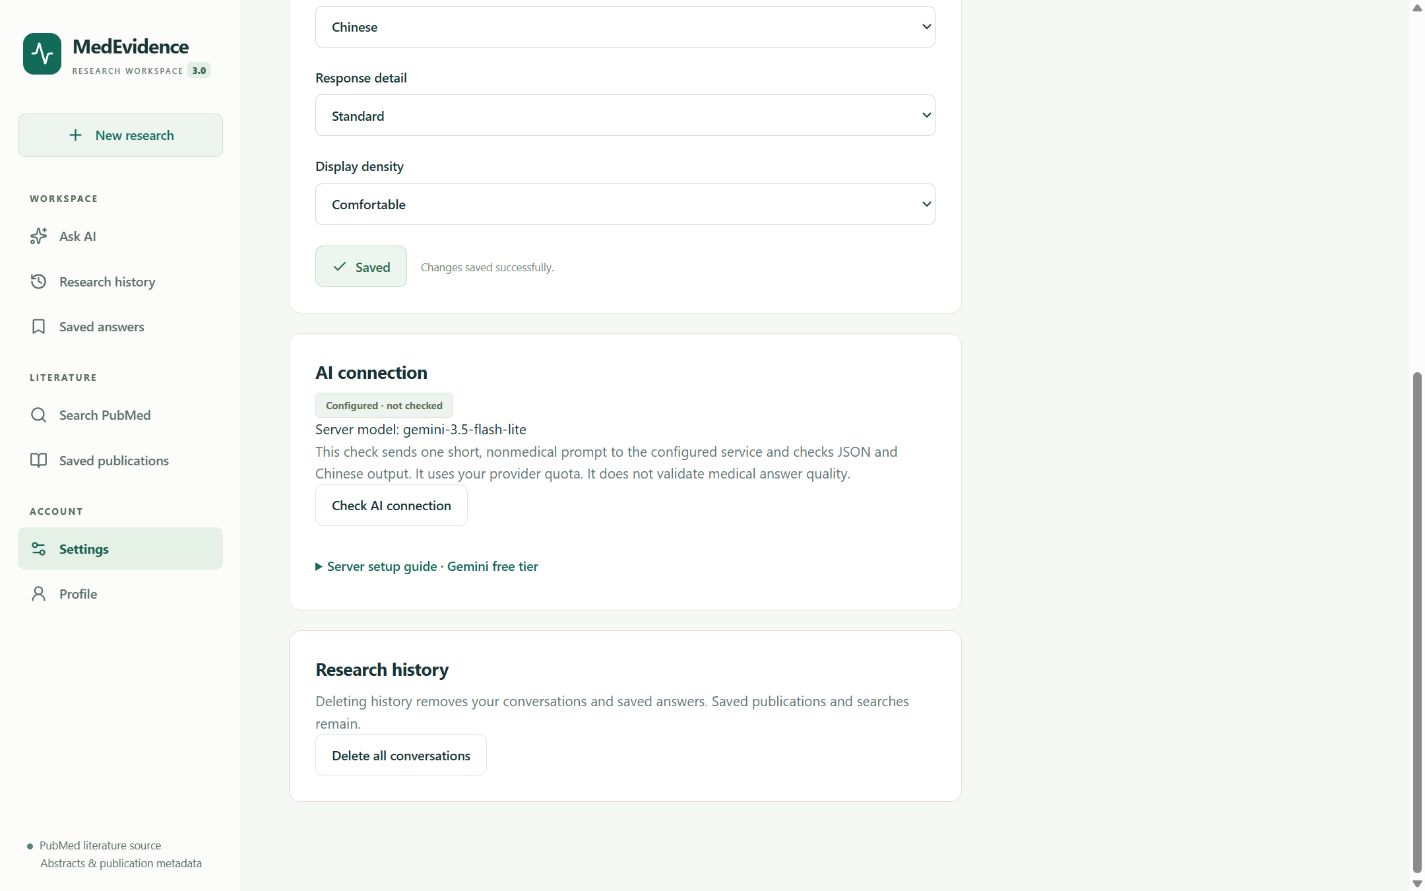 MedEvidence
RESEARCH WORKSPACE 3.0
New research
WORKSPACE
Ask AI
Research history
Saved answers
LITERATURE
Search PubMed
Saved publications
ACCOUNT
Settings
Profile
PubMed literature source
Abstracts & publication metadata
Chinese
Response detail
Standard
Display density
Comfortable
Saved
Changes saved successfully.
AI connection
Configured · not checked
Server model: gemini-3.5-flash-lite
This check sends one short, nonmedical prompt to the configured service and checks JSON and
Chinese output. It uses your provider quota. It does not validate medical answer quality.
Check AI connection
Server setup guide · Gemini free tier
Research history
Deleting history removes your conversations and saved answers. Saved publications and searches
remain.
Delete all conversations